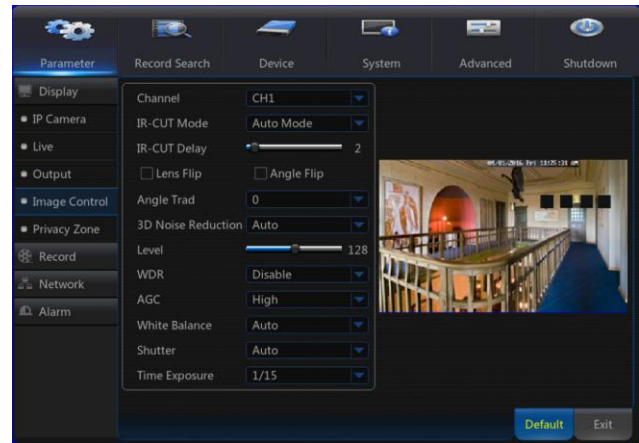 Parameter
Record Search
Device
System
Advanced
Shutdown
Display
IP Camera
Live
Output
Image Control
Privacy Zone
Record
Network
Alarm
Channel CH1
IR-CUT Mode Auto Mode
IR-CUT Delay 2
Lens Flip Angle Flip
Angle Trad 0
3D Noise Reduction Auto
Level 128
WDR Disable
AGC High
White Balance Auto
Shutter Auto
Time Exposure 1/15
Default
Exit